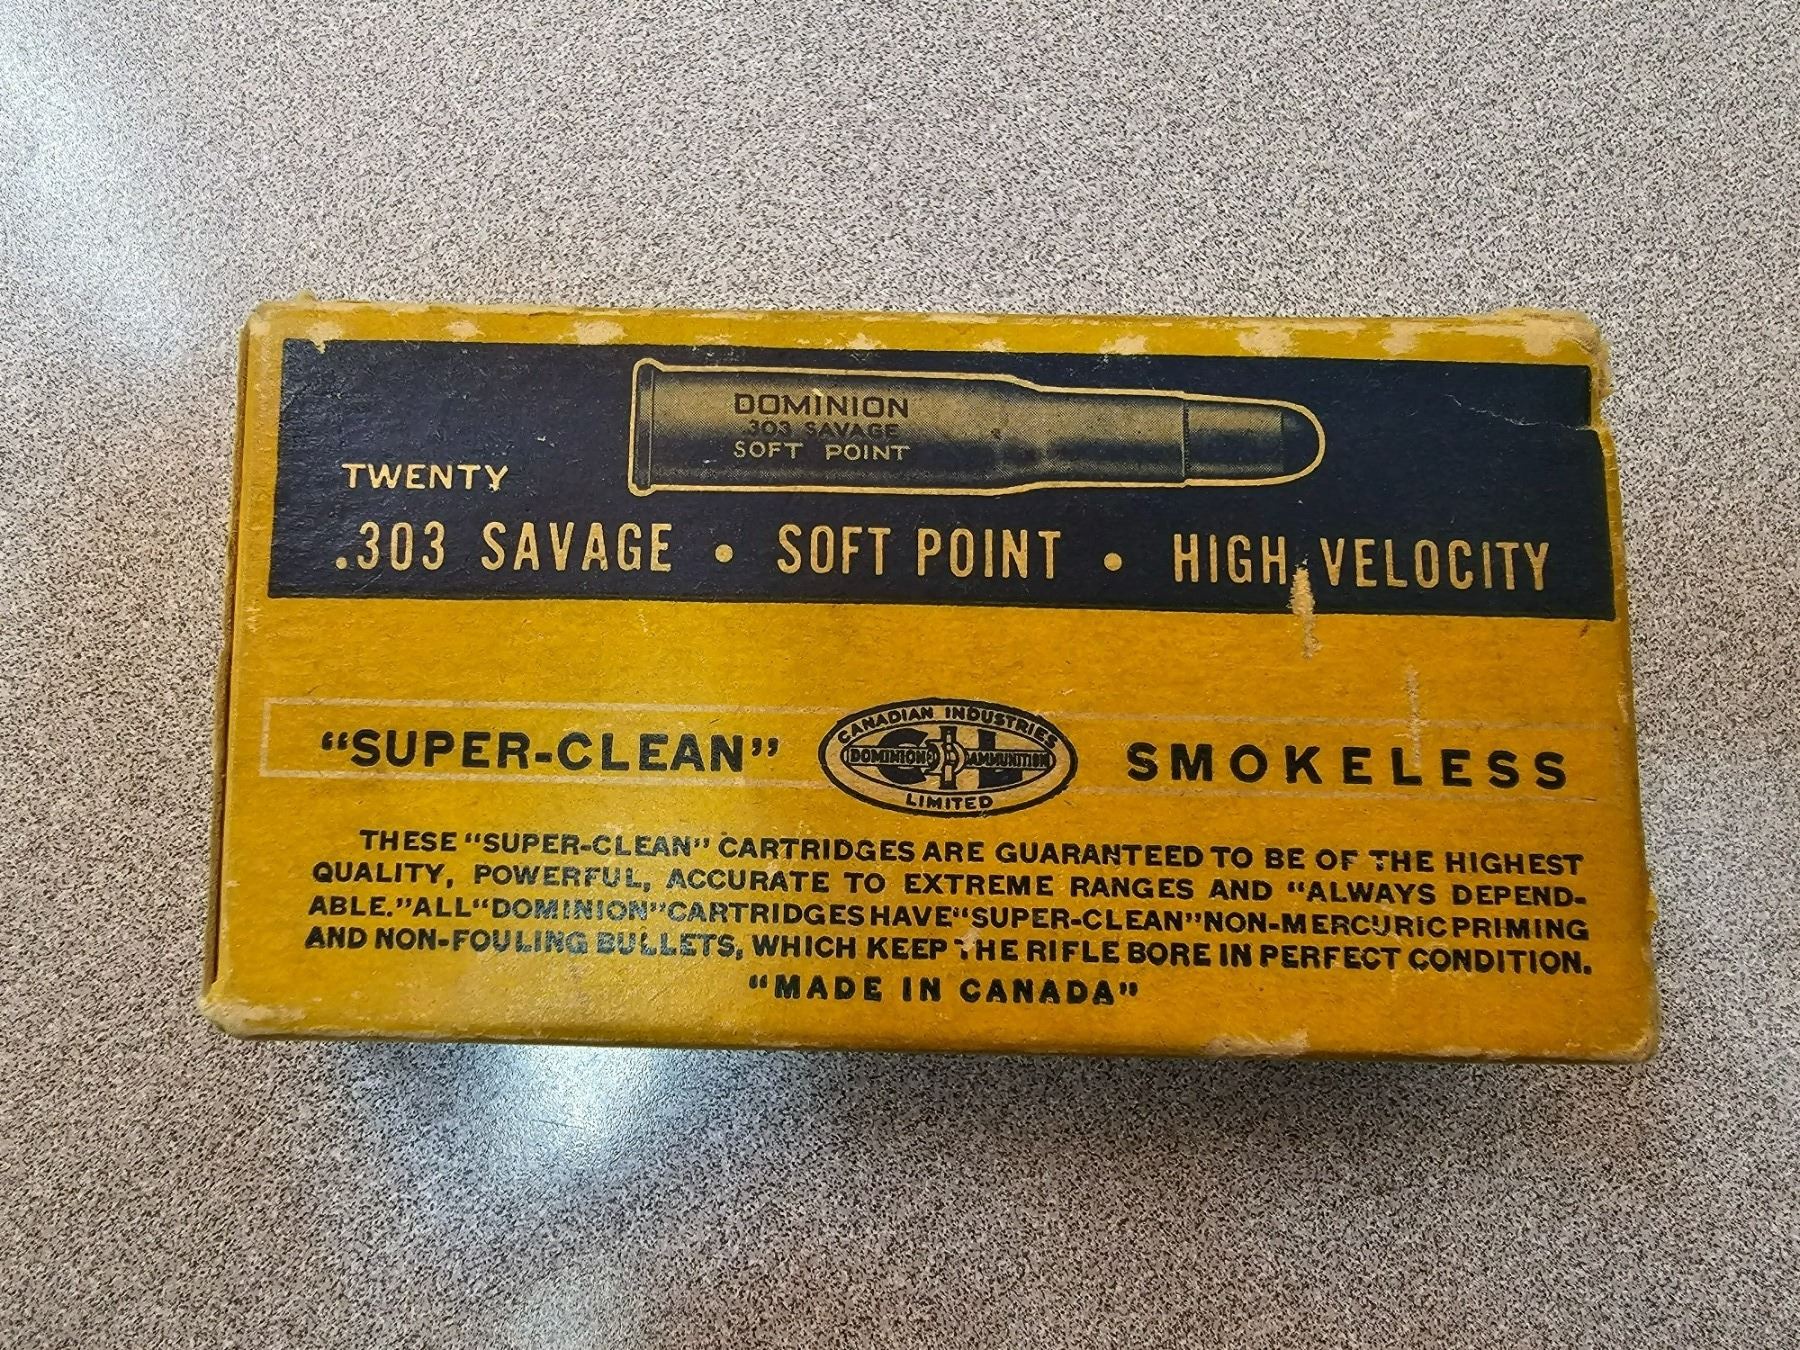 DOMINION
.303 SAVAGE
SOFT POINT
TWENTY
.303 SAVAGE • SOFT POINT • HIGH VELOCITY
"SUPER-CLEAN"
CANADIAN INDUSTRIES
CIL
DOMINION AMMUNITION
LIMITED
SMOKELESS
THESE "SUPER-CLEAN" CARTRIDGES ARE GUARANTEED TO BE OF THE HIGHEST
QUALITY, POWERFUL, ACCURATE TO EXTREME RANGES AND "ALWAYS DEPEND-
ABLE." ALL "DOMINION" CARTRIDGES HAVE "SUPER-CLEAN" NON-MERCURIC PRIMING
AND NON-FOULING BULLETS, WHICH KEEP THE RIFLE BORE IN PERFECT CONDITION.
"MADE IN CANADA"